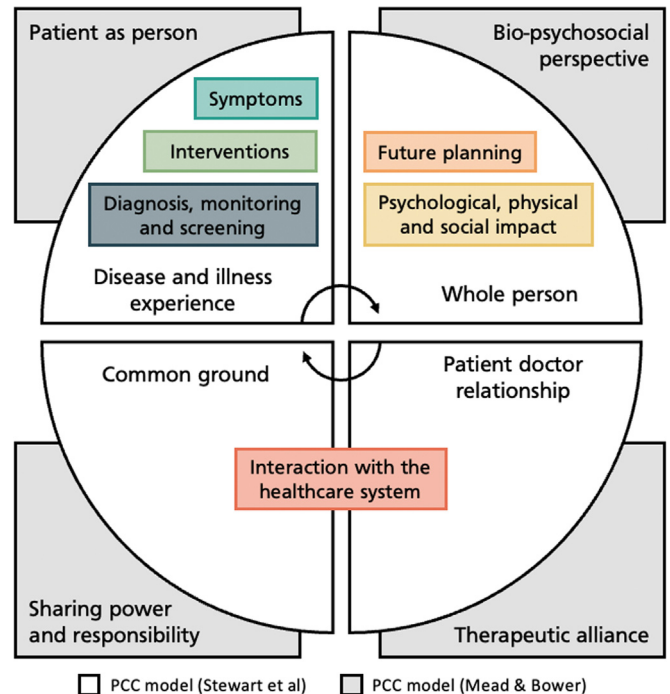 Patient as person
Bio-psychosocial
perspective
Symptoms
Interventions
Diagnosis, monitoring
and screening
Disease and illness
experience
Future planning
Psychological, physical
and social impact
Whole person
Common ground
Patient doctor
relationship
Interaction with the
healthcare system
Sharing power
and responsibility
Therapeutic alliance
PCC model (Stewart et al)
PCC model (Mead & Bower)